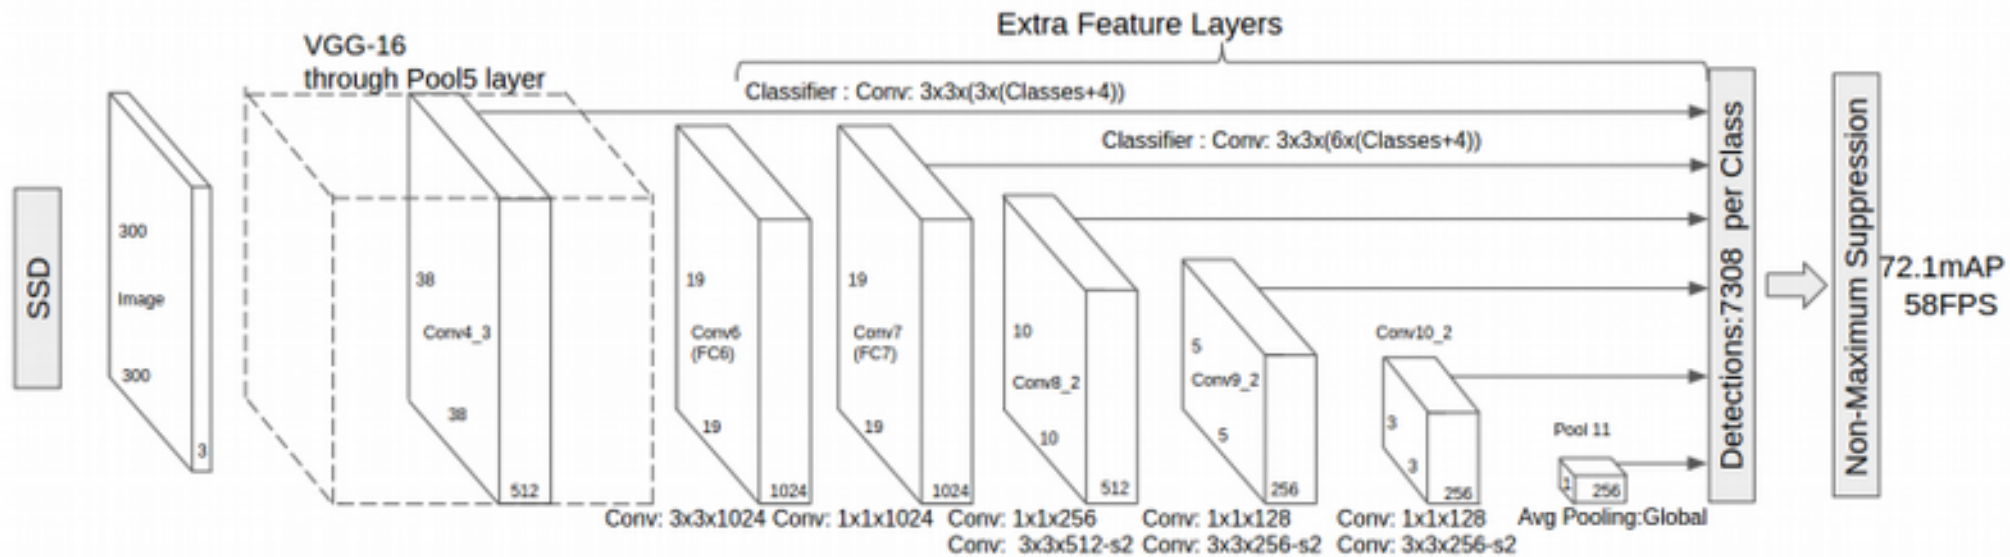 Extra Feature Layers
VGG-16
through Pool5 layer
Classifier : Conv: 3x3x(3x(Classes+4))
Classifier : Conv: 3x3x(6x(Classes+4))
SSD
300
Image
300
3
38
Conv4_3
38
512
19
Conv6
(FC6)
19
1024
19
Conv7
(FC7)
19
1024
10
Conv8_2
10
512
5
Conv9_2
5
256
Conv10_2
3
3
256
Pool 11
1
256
Conv: 3x3x1024
Conv: 1x1x1024
Conv: 1x1x256
Conv: 3x3x512-s2
Conv: 1x1x128
Conv: 3x3x256-s2
Conv: 1x1x128
Conv: 3x3x256-s2
Avg Pooling:Global
Detections:7308 per Class
Non-Maximum Suppression
72.1mAP
58FPS